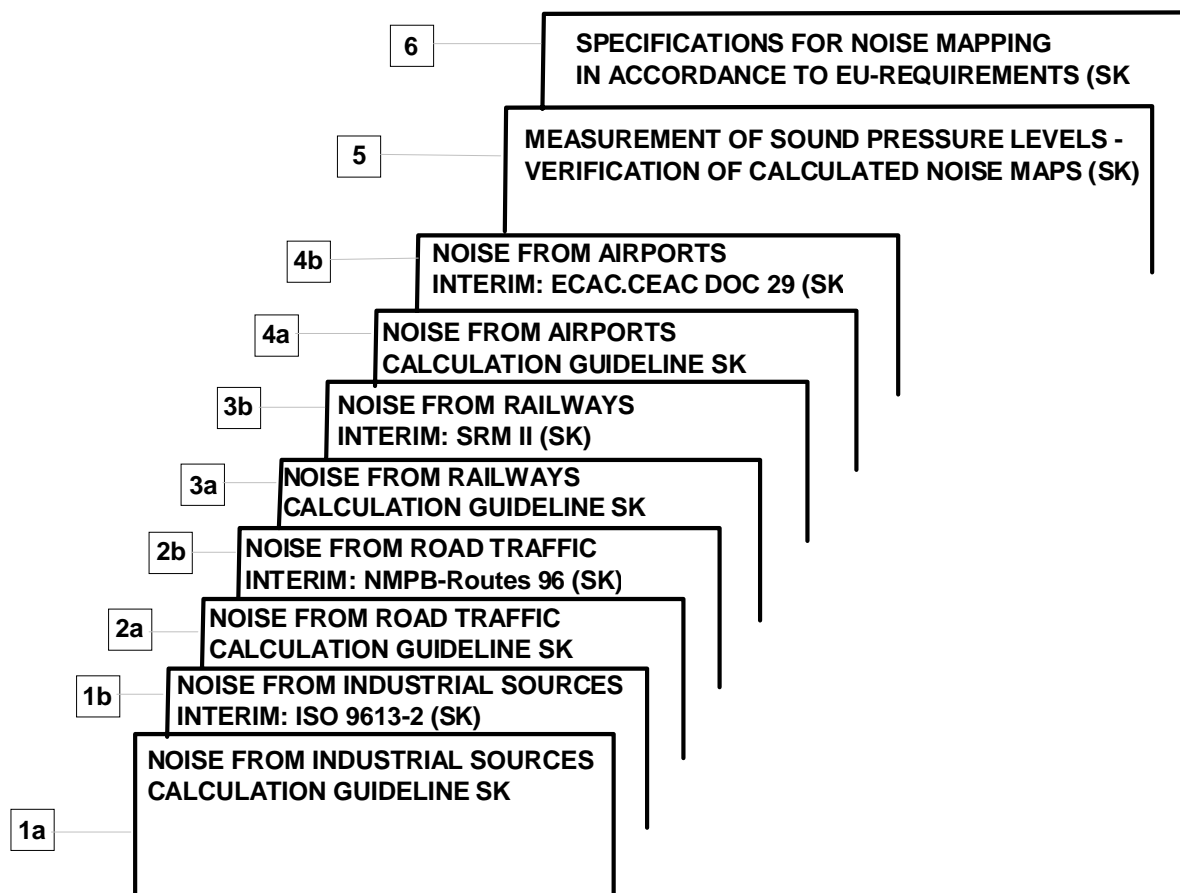 6
SPECIFICATIONS FOR NOISE MAPPING
IN ACCORDANCE TO EU-REQUIREMENTS (SK
5
MEASUREMENT OF SOUND PRESSURE LEVELS -
VERIFICATION OF CALCULATED NOISE MAPS (SK)
4b
NOISE FROM AIRPORTS
INTERIM: ECAC.CEAC DOC 29 (SK
4a
NOISE FROM AIRPORTS
CALCULATION GUIDELINE SK
3b
NOISE FROM RAILWAYS
INTERIM: SRM II (SK)
3a
NOISE FROM RAILWAYS
CALCULATION GUIDELINE SK
2b
NOISE FROM ROAD TRAFFIC
INTERIM: NMPB-Routes 96 (SK)
2a
NOISE FROM ROAD TRAFFIC
CALCULATION GUIDELINE SK
1b
NOISE FROM INDUSTRIAL SOURCES
INTERIM: ISO 9613-2 (SK)
1a
NOISE FROM INDUSTRIAL SOURCES
CALCULATION GUIDELINE SK